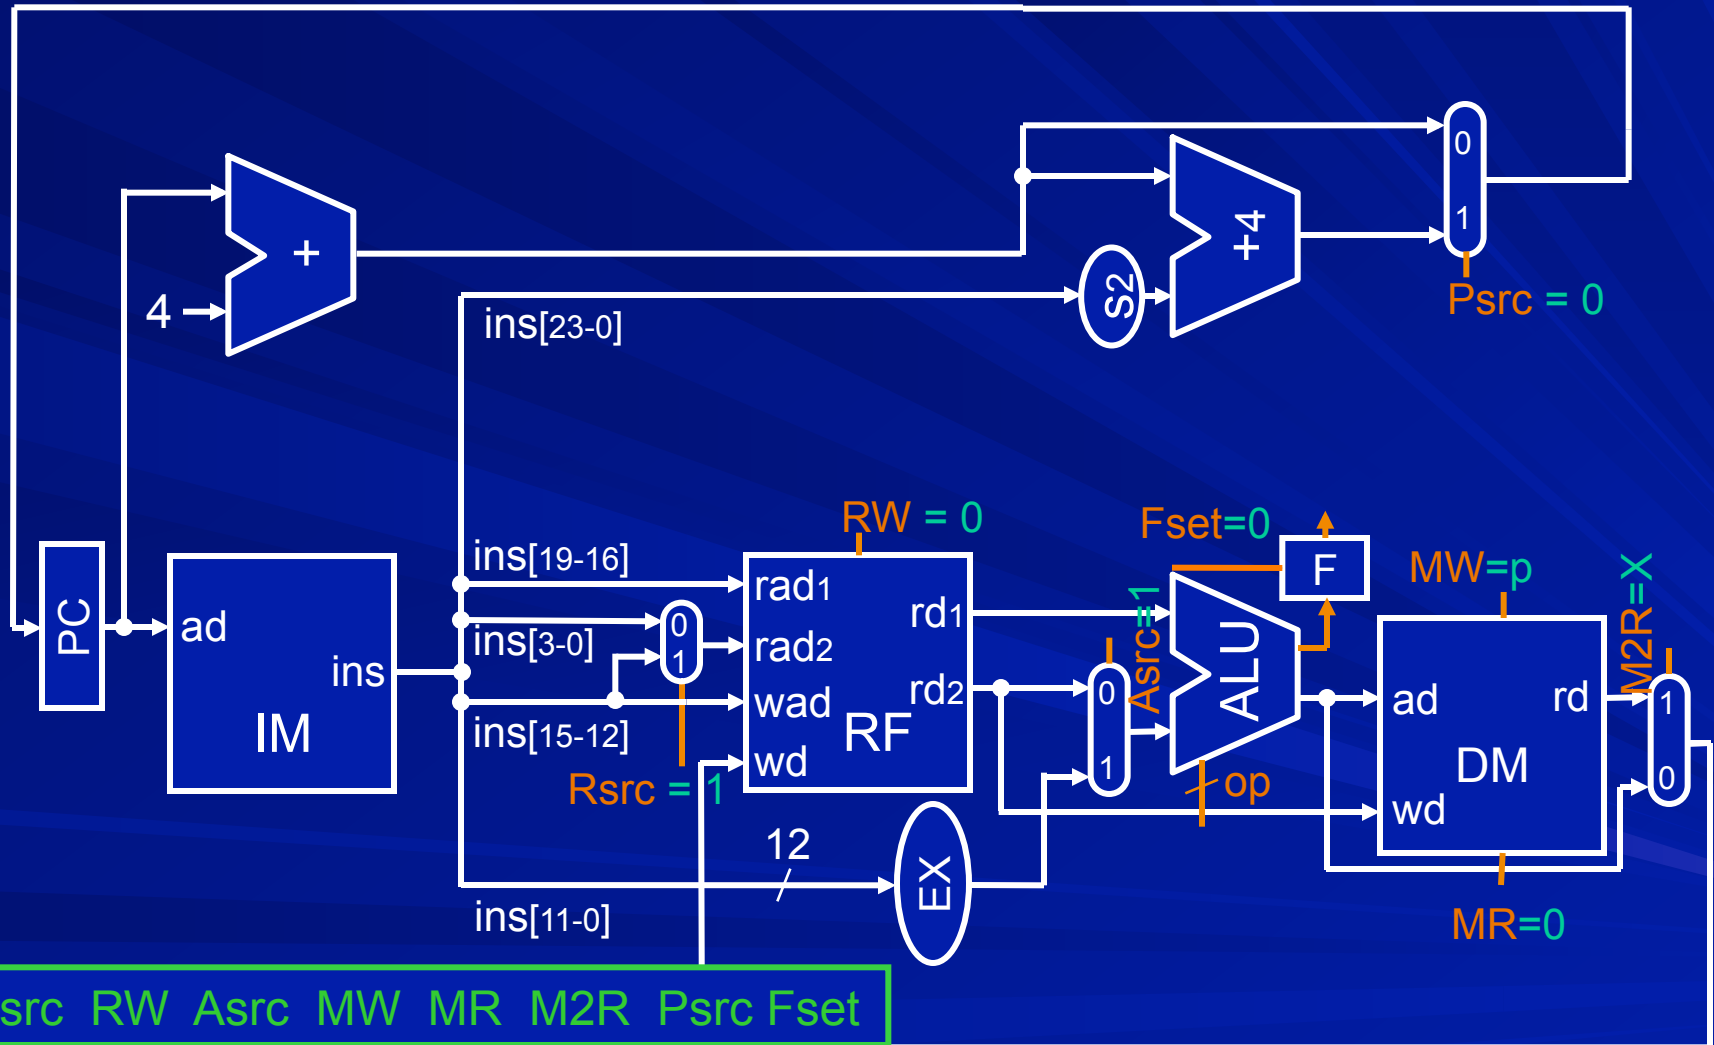 0
1
+
+4
s2
4
ins[23-0]
Psrc = 0
RW = 0
Fset=0
F
MW=p
M2R=X
ins[19-16]
PC
ad
ins
IM
ins[3-0]
0
1
rad1
rad2
wad
wd
rd1
rd2
RF
ins[15-12]
Rsrc = 1
Asrc=1
0
1
ALU
op
ad
rd
wd
DM
1
0
12
EX
ins[11-0]
MR=0
src RW Asrc MW MR M2R Psrc Fset